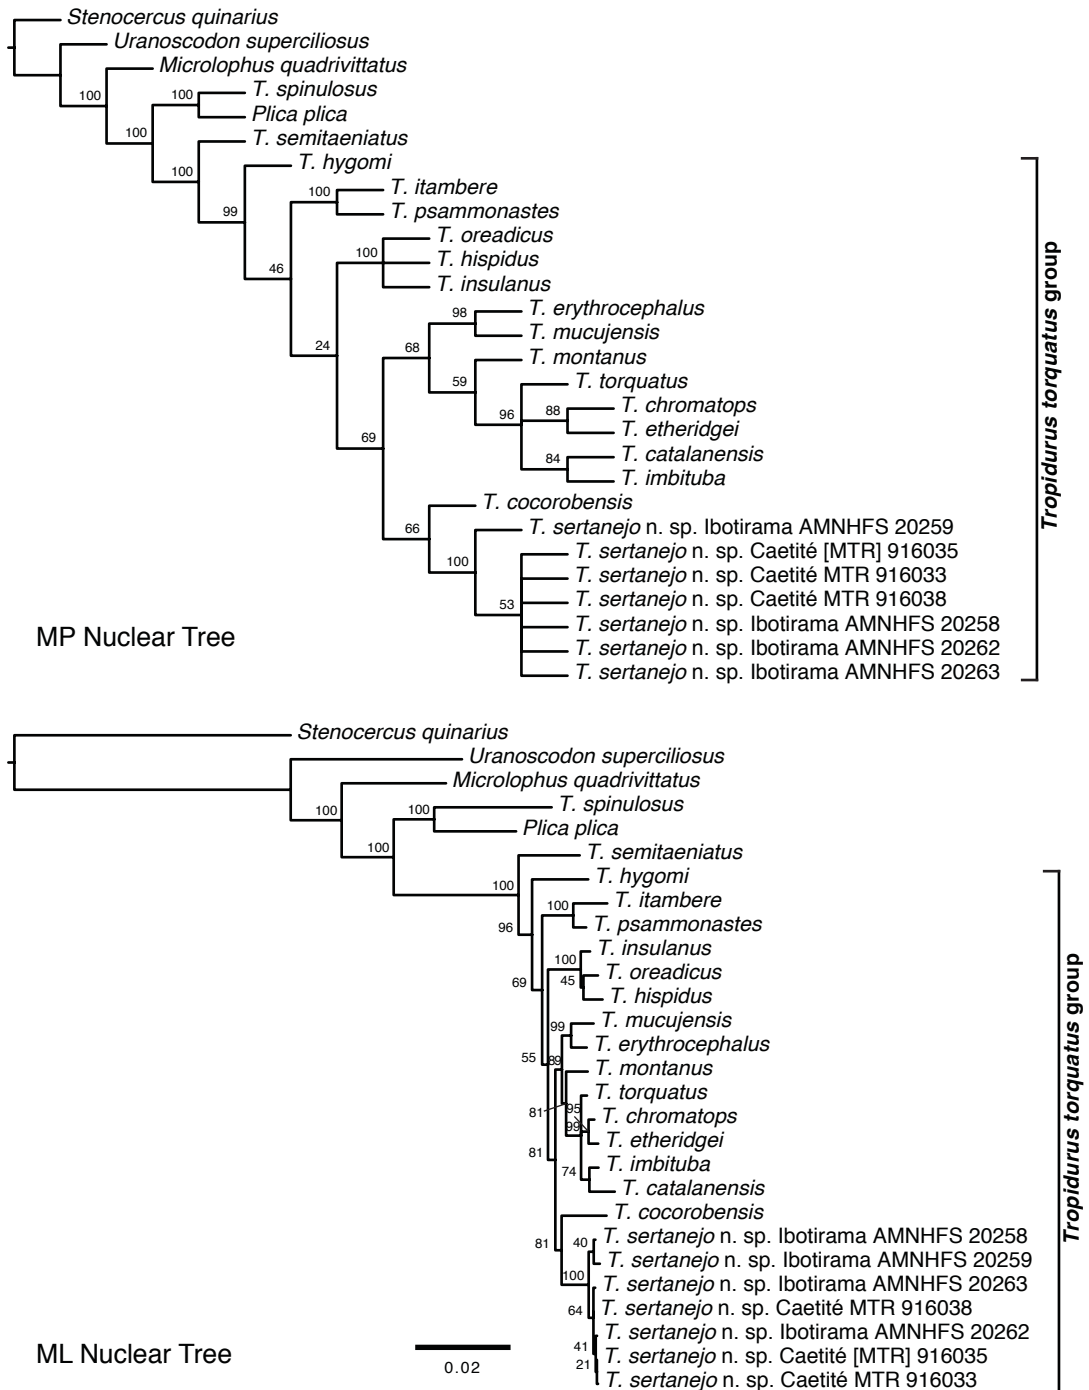 Stenocercus quinarius
Uranoscodon superciliosus
Microlophus quadrivittatus
100
100
T. spinulosus
Plica plica
100
T. semitaeniatus
100
T. hygomi
99
100
T. itambere
T. psammonastes
46
T. oreadicus
100
T. hispidus
T. insulanus
24
98
T. erythrocephalus
T. mucujensis
68
T. montanus
59
T. torquatus
96
88
T. chromatops
T. etheridgei
69
84
T. catalanensis
T. imbituba
T. cocorobensis
66
T. sertanejo n. sp. Ibotirama AMNHFS 20259
100
T. sertanejo n. sp. Caetité [MTR] 916035
T. sertanejo n. sp. Caetité MTR 916033
53
T. sertanejo n. sp. Caetité MTR 916038
T. sertanejo n. sp. Ibotirama AMNHFS 20258
T. sertanejo n. sp. Ibotirama AMNHFS 20262
T. sertanejo n. sp. Ibotirama AMNHFS 20263
Tropidurus torquatus group
MP Nuclear Tree
Stenocercus quinarius
Uranoscodon superciliosus
Microlophus quadrivittatus
100
100
T. spinulosus
Plica plica
100
T. semitaeniatus
100
T. hygomi
96
100
T. itambere
T. psammonastes
69
T. insulanus
100
T. oreadicus
45
T. hispidus
55
99
T. mucujensis
T. erythrocephalus
89
T. montanus
81
T. torquatus
95
T. chromatops
99
T. etheridgei
81
74
T. imbituba
T. catalanensis
T. cocorobensis
81
40
T. sertanejo n. sp. Ibotirama AMNHFS 20258
T. sertanejo n. sp. Ibotirama AMNHFS 20259
100
T. sertanejo n. sp. Ibotirama AMNHFS 20263
64
T. sertanejo n. sp. Caetité MTR 916038
T. sertanejo n. sp. Ibotirama AMNHFS 20262
41
T. sertanejo n. sp. Caetité [MTR] 916035
21
T. sertanejo n. sp. Caetité MTR 916033
Tropidurus torquatus group
ML Nuclear Tree
0.02